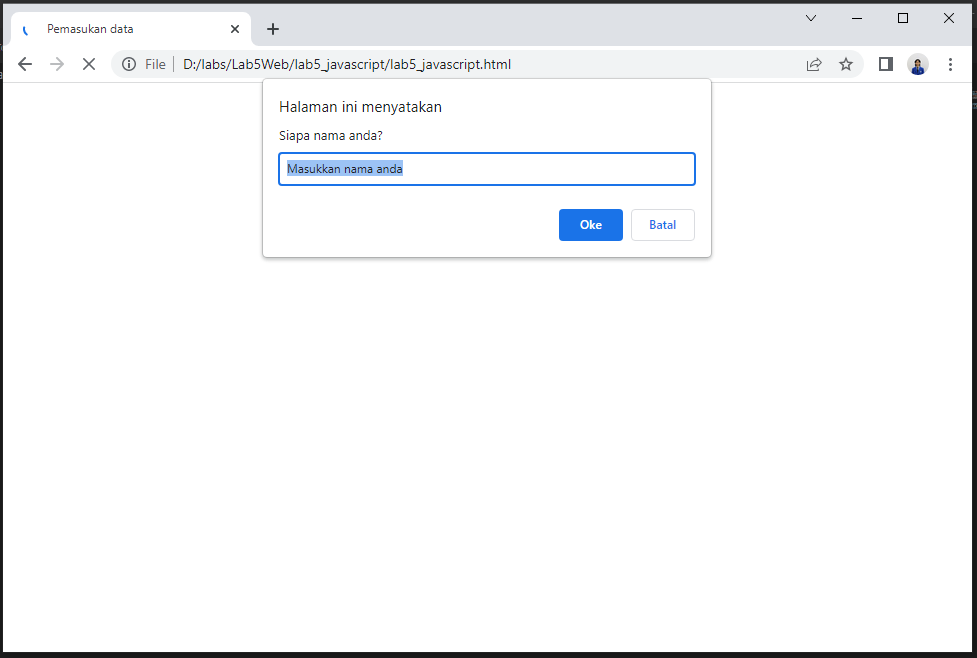 Pemasukan data
File D:/labs/Lab5Web/lab5_javascript/lab5_javascript.html
Halaman ini menyatakan
Siapa nama anda?
Masukkan nama anda
Oke Batal